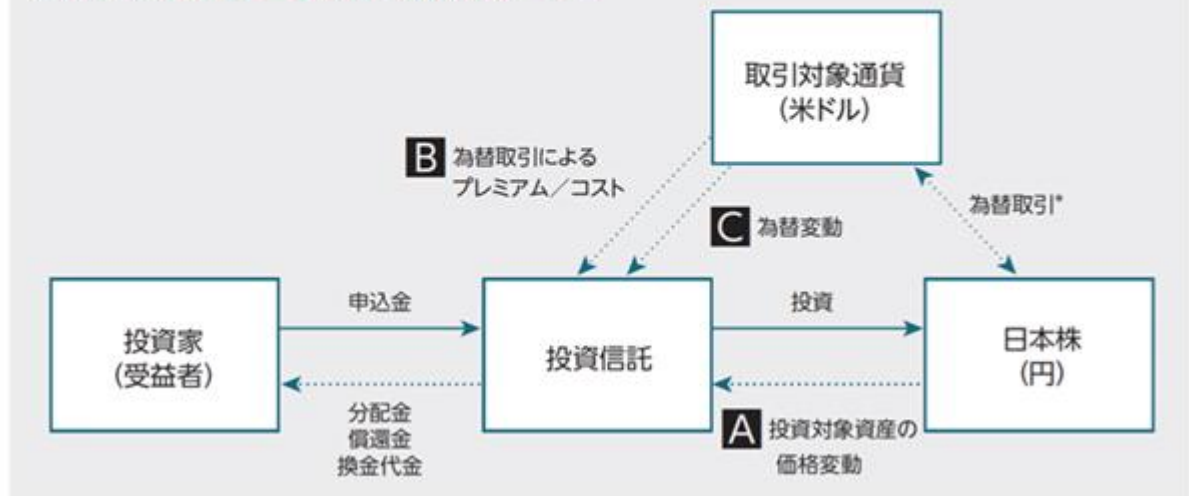 取引対象通貨
(米ドル)
B 為替取引による
プレミアム／コスト
C 為替変動
為替取引*
申込金
投資
投資家
(受益者)
投資信託
日本株
(円)
分配金
償還金
換金代金
A 投資対象資産の
価格変動